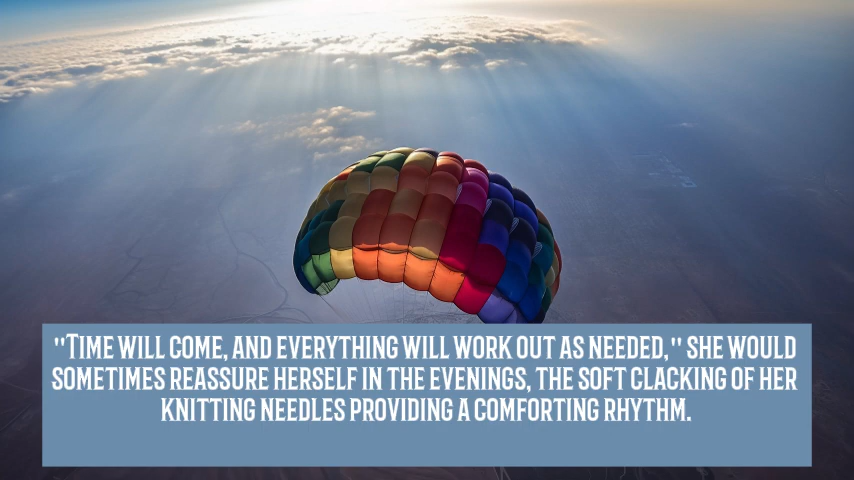 "Time will come, and everything will work out as needed," she would
sometimes reassure herself in the evenings, the soft clacking of her
knitting needles providing a comforting rhythm.